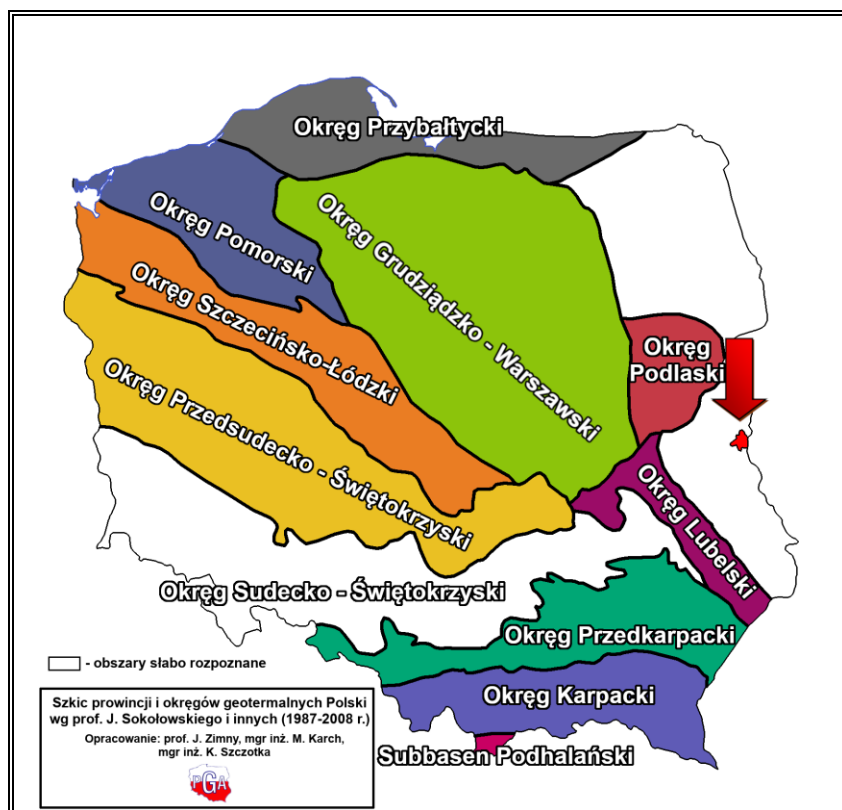 Okręg Przybałtycki
Okręg Pomorski
Okręg Grudziądzko - Warszawski
Okręg Szczecińsko-Łódzki
Okręg
Podlaski
Okręg Przedsudecko - Świętokrzyski
Okręg Lubelski
Okręg Sudecko - Świętokrzyski
Okręg Przedkarpacki
- obszary słabo rozpoznane
Okręg Karpacki
Subbasen Podhalański
Szkic prowincji i okręgów geotermalnych Polski
wg prof. J. Sokołowskiego i innych (1987-2008 r.)
Opracowanie: prof. J. Zimny, mgr inż. M. Karch,
mgr inż. K. Szczotka
PGA